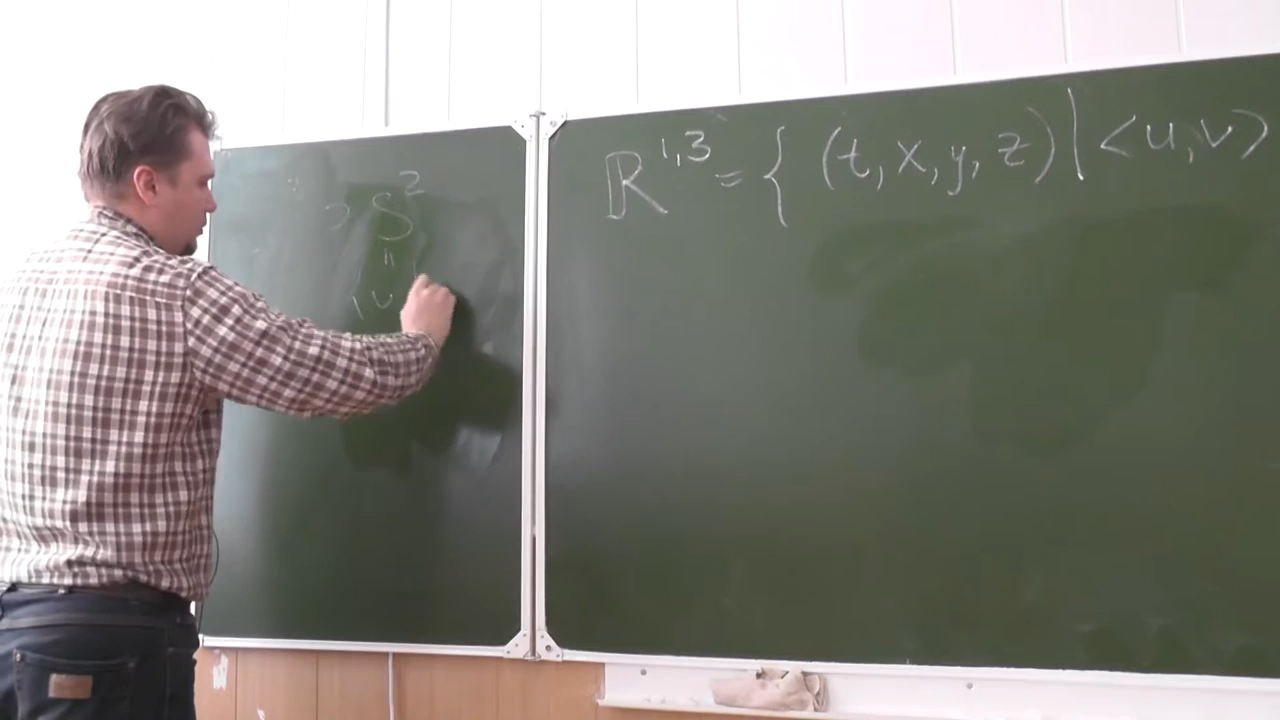 S²
॥
ℝ^{1,3} = { (t, x, y, z) | <u, v>